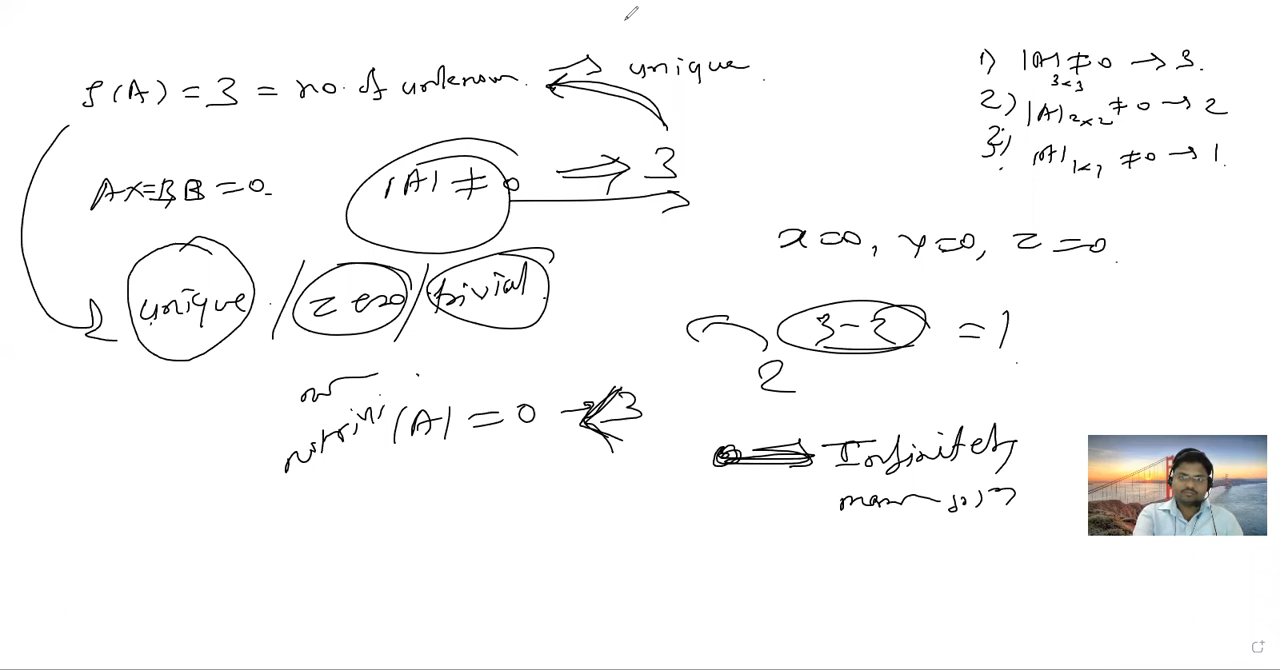 ρ(A) = 3 = no. of unknown. ⇒ unique.
AX=B, B=0. |A| ≠ 0 ⇒ 3
unique / zero / trivial
|A| = 0 → < 3
1) |A| 3×3 ≠ 0 → 3.
2) |A| 2×2 ≠ 0 → 2
3) |A| 1×1 ≠ 0 → 1.
x=0, y=0, z=0.
3-2 = 1.
2
⇒ Infinitely
many